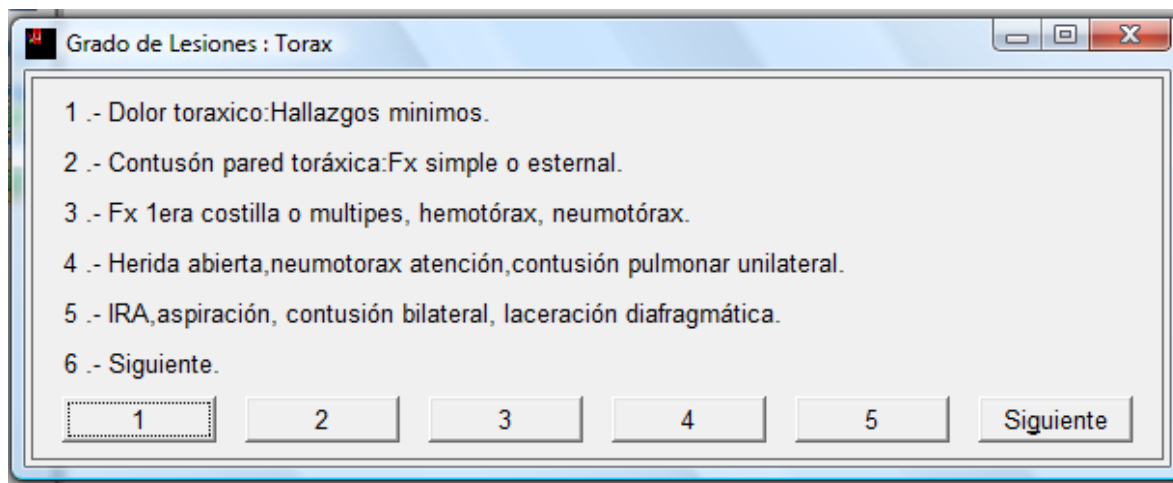 Grado de Lesiones : Torax
1 .- Dolor toraxico:Hallazgos minimos.
2 .- Contusón pared toráxica:Fx simple o esternal.
3 .- Fx 1era costilla o multipes, hemotórax, neumotórax.
4 .- Herida abierta,neumotorax atención,contusión pulmonar unilateral.
5 .- IRA,aspiración, contusión bilateral, laceración diafragmática.
6 .- Siguiente.
1 2 3 4 5 Siguiente